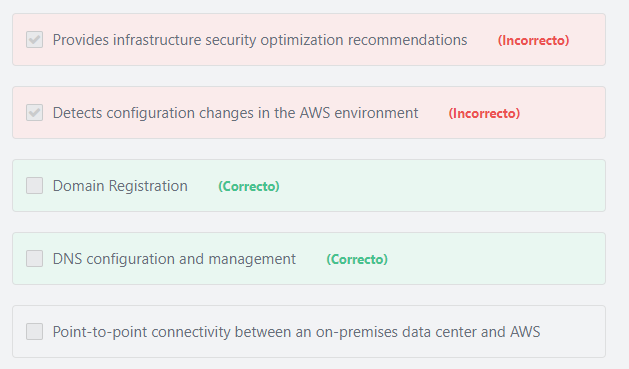 Provides infrastructure security optimization recommendations (Incorrecto)
Detects configuration changes in the AWS environment (Incorrecto)
Domain Registration (Correcto)
DNS configuration and management (Correcto)
Point-to-point connectivity between an on-premises data center and AWS